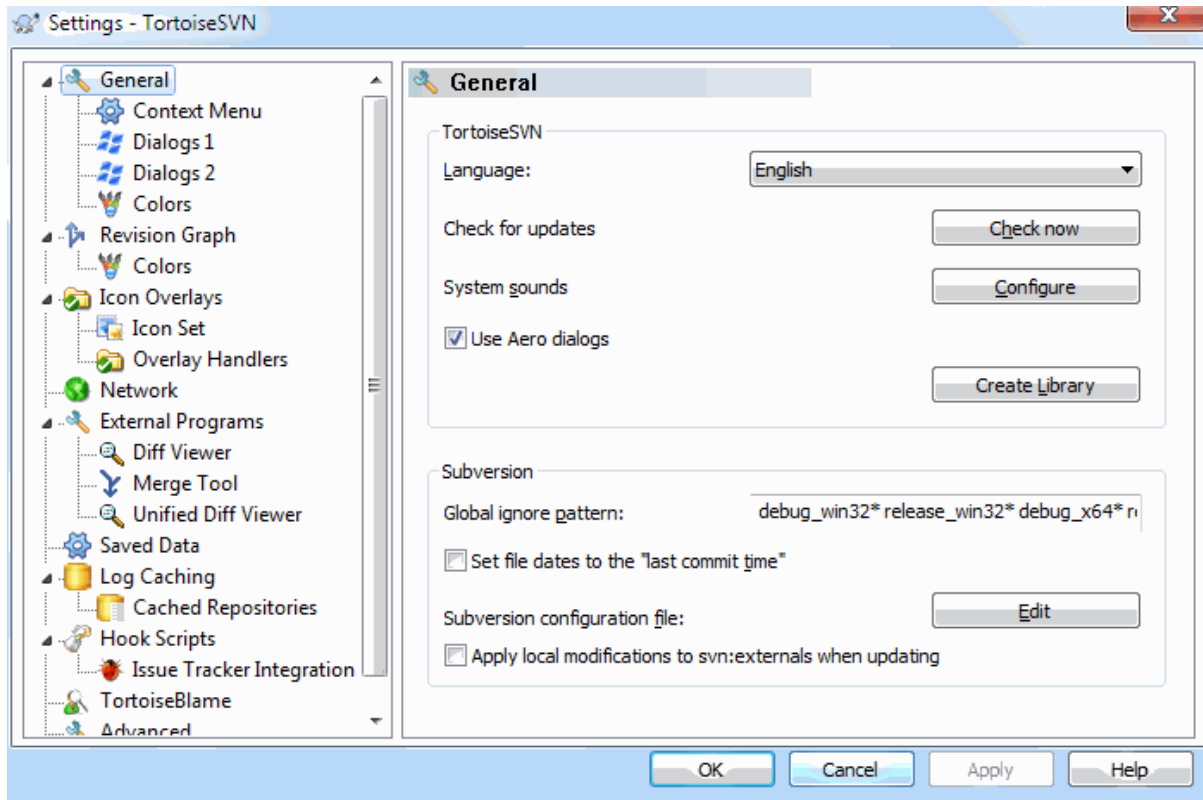 Settings - TortoiseSVN
General
Context Menu
Dialogs 1
Dialogs 2
Colors
Revision Graph
Colors
Icon Overlays
Icon Set
Overlay Handlers
Network
External Programs
Diff Viewer
Merge Tool
Unified Diff Viewer
Saved Data
Log Caching
Cached Repositories
Hook Scripts
Issue Tracker Integration
TortoiseBlame
Advanced
General
TortoiseSVN
Language: English
Check for updates Check now
System sounds Configure
Use Aero dialogs
Create Library
Subversion
Global ignore pattern: debug_win32* release_win32* debug_x64*
Set file dates to the "last commit time"
Subversion configuration file: Edit
Apply local modifications to svn:externals when updating
OK Cancel Apply Help